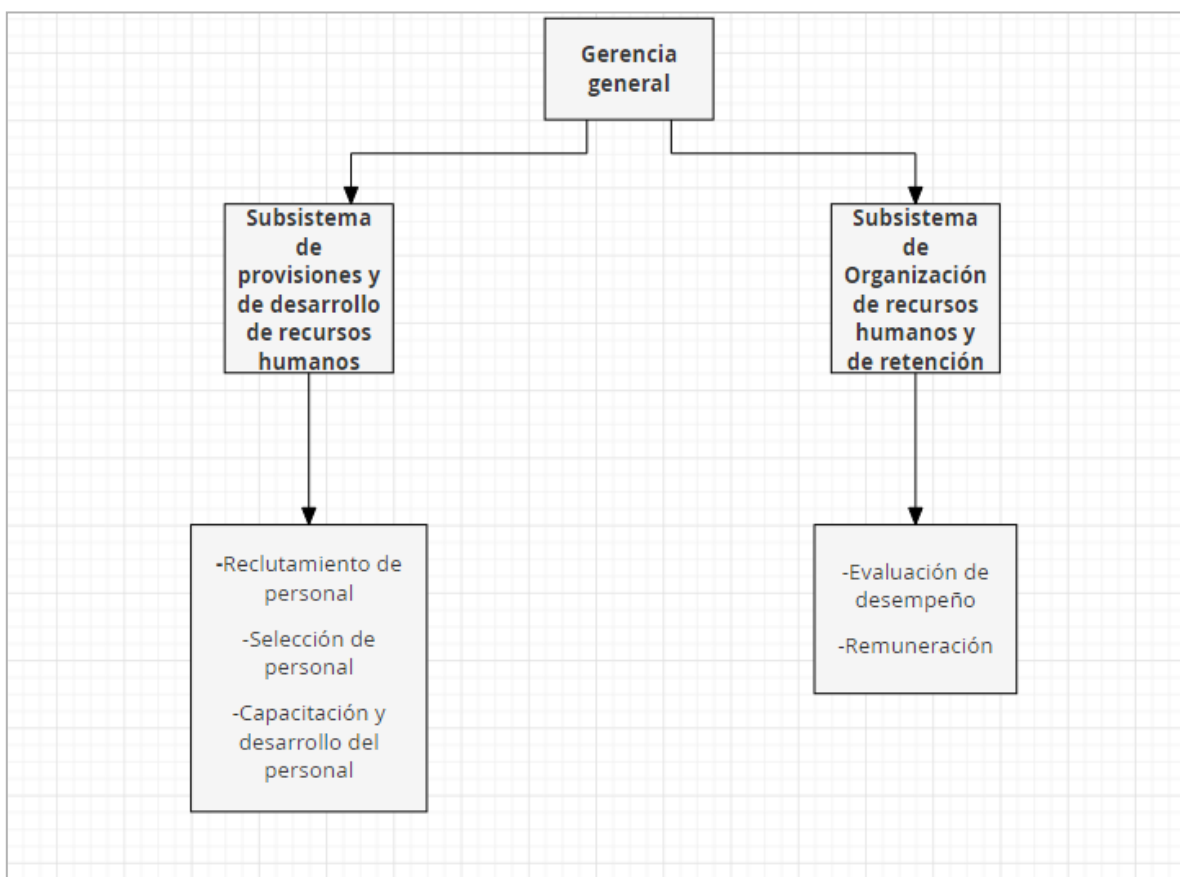 Gerencia
general
Subsistema
de
provisiones y
de desarrollo
de recursos
humanos
Subsistema
de
Organización
de recursos
humanos y
de retención
-Reclutamiento de
personal
-Selección de
personal
-Capacitación y
desarrollo del
personal
-Evaluación de
desempeño
-Remuneración